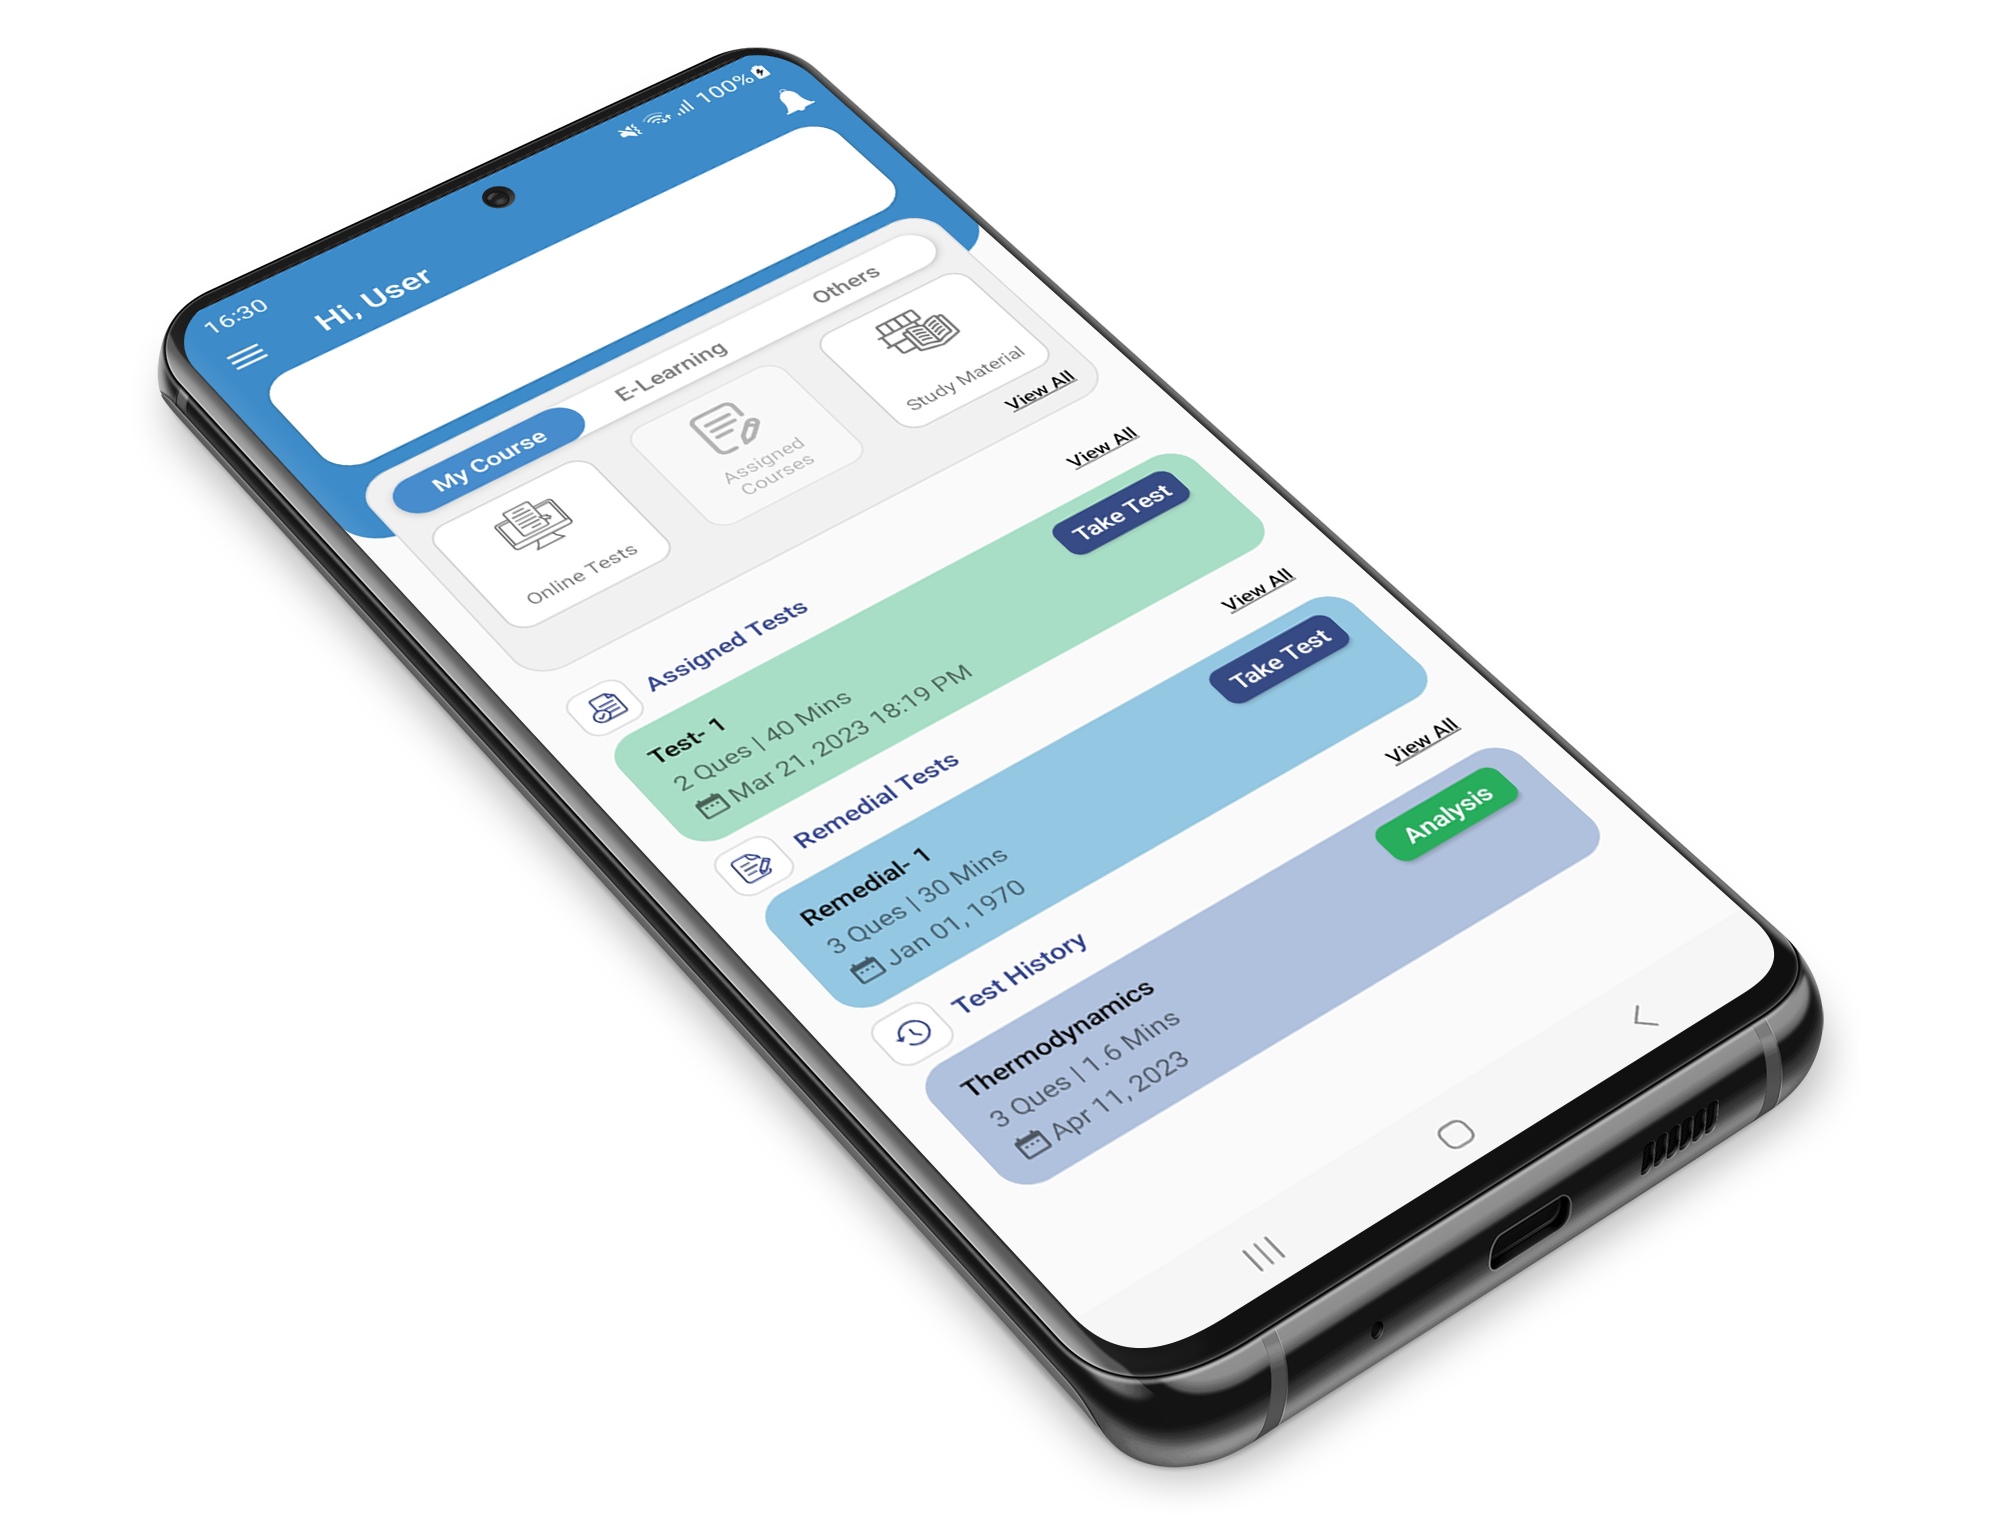 16:30
100%
Hi, User
My Course
E-Learning
Others
Online Tests
Assigned
Courses
Study Material
View All
Assigned Tests
View All
Test- 1
2 Ques | 40 Mins
Mar 21, 2023 18:19 PM
Take Test
Remedial Tests
View All
Remedial- 1
3 Ques | 30 Mins
Jan 01, 1970
Take Test
Test History
View All
Thermodynamics
3 Ques | 1.6 Mins
Apr 11, 2023
Analysis